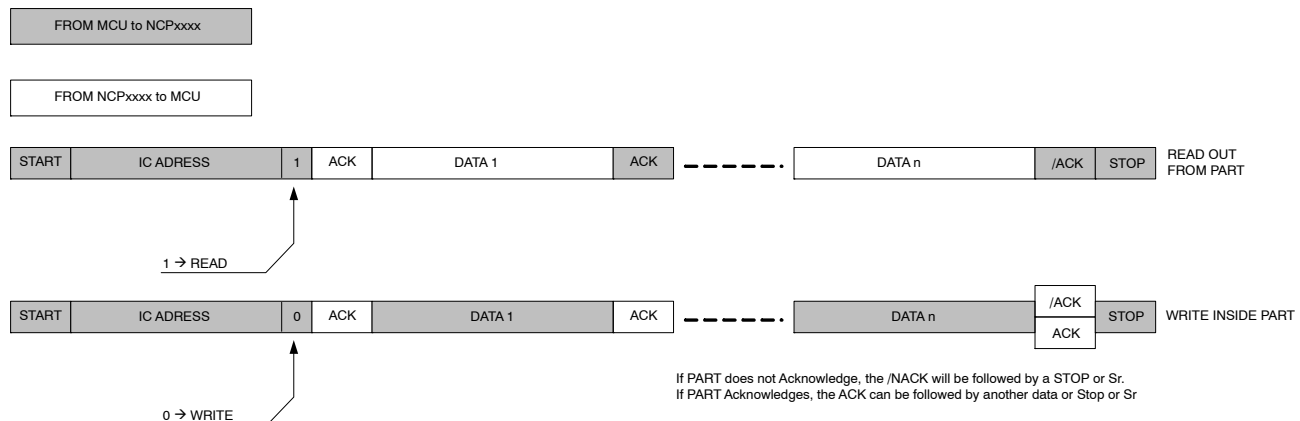 FROM MCU to NCPxxxx
FROM NCPxxxx to MCU
START IC ADRESS 1 ACK DATA 1 ACK DATA n /ACK STOP READ OUT
FROM PART
1 → READ
START IC ADRESS 0 ACK DATA 1 ACK DATA n /ACK STOP WRITE INSIDE PART
ACK
If PART does not Acknowledge, the /NACK will be followed by a STOP or Sr.
If PART Acknowledges, the ACK can be followed by another data or Stop or Sr
0 → WRITE